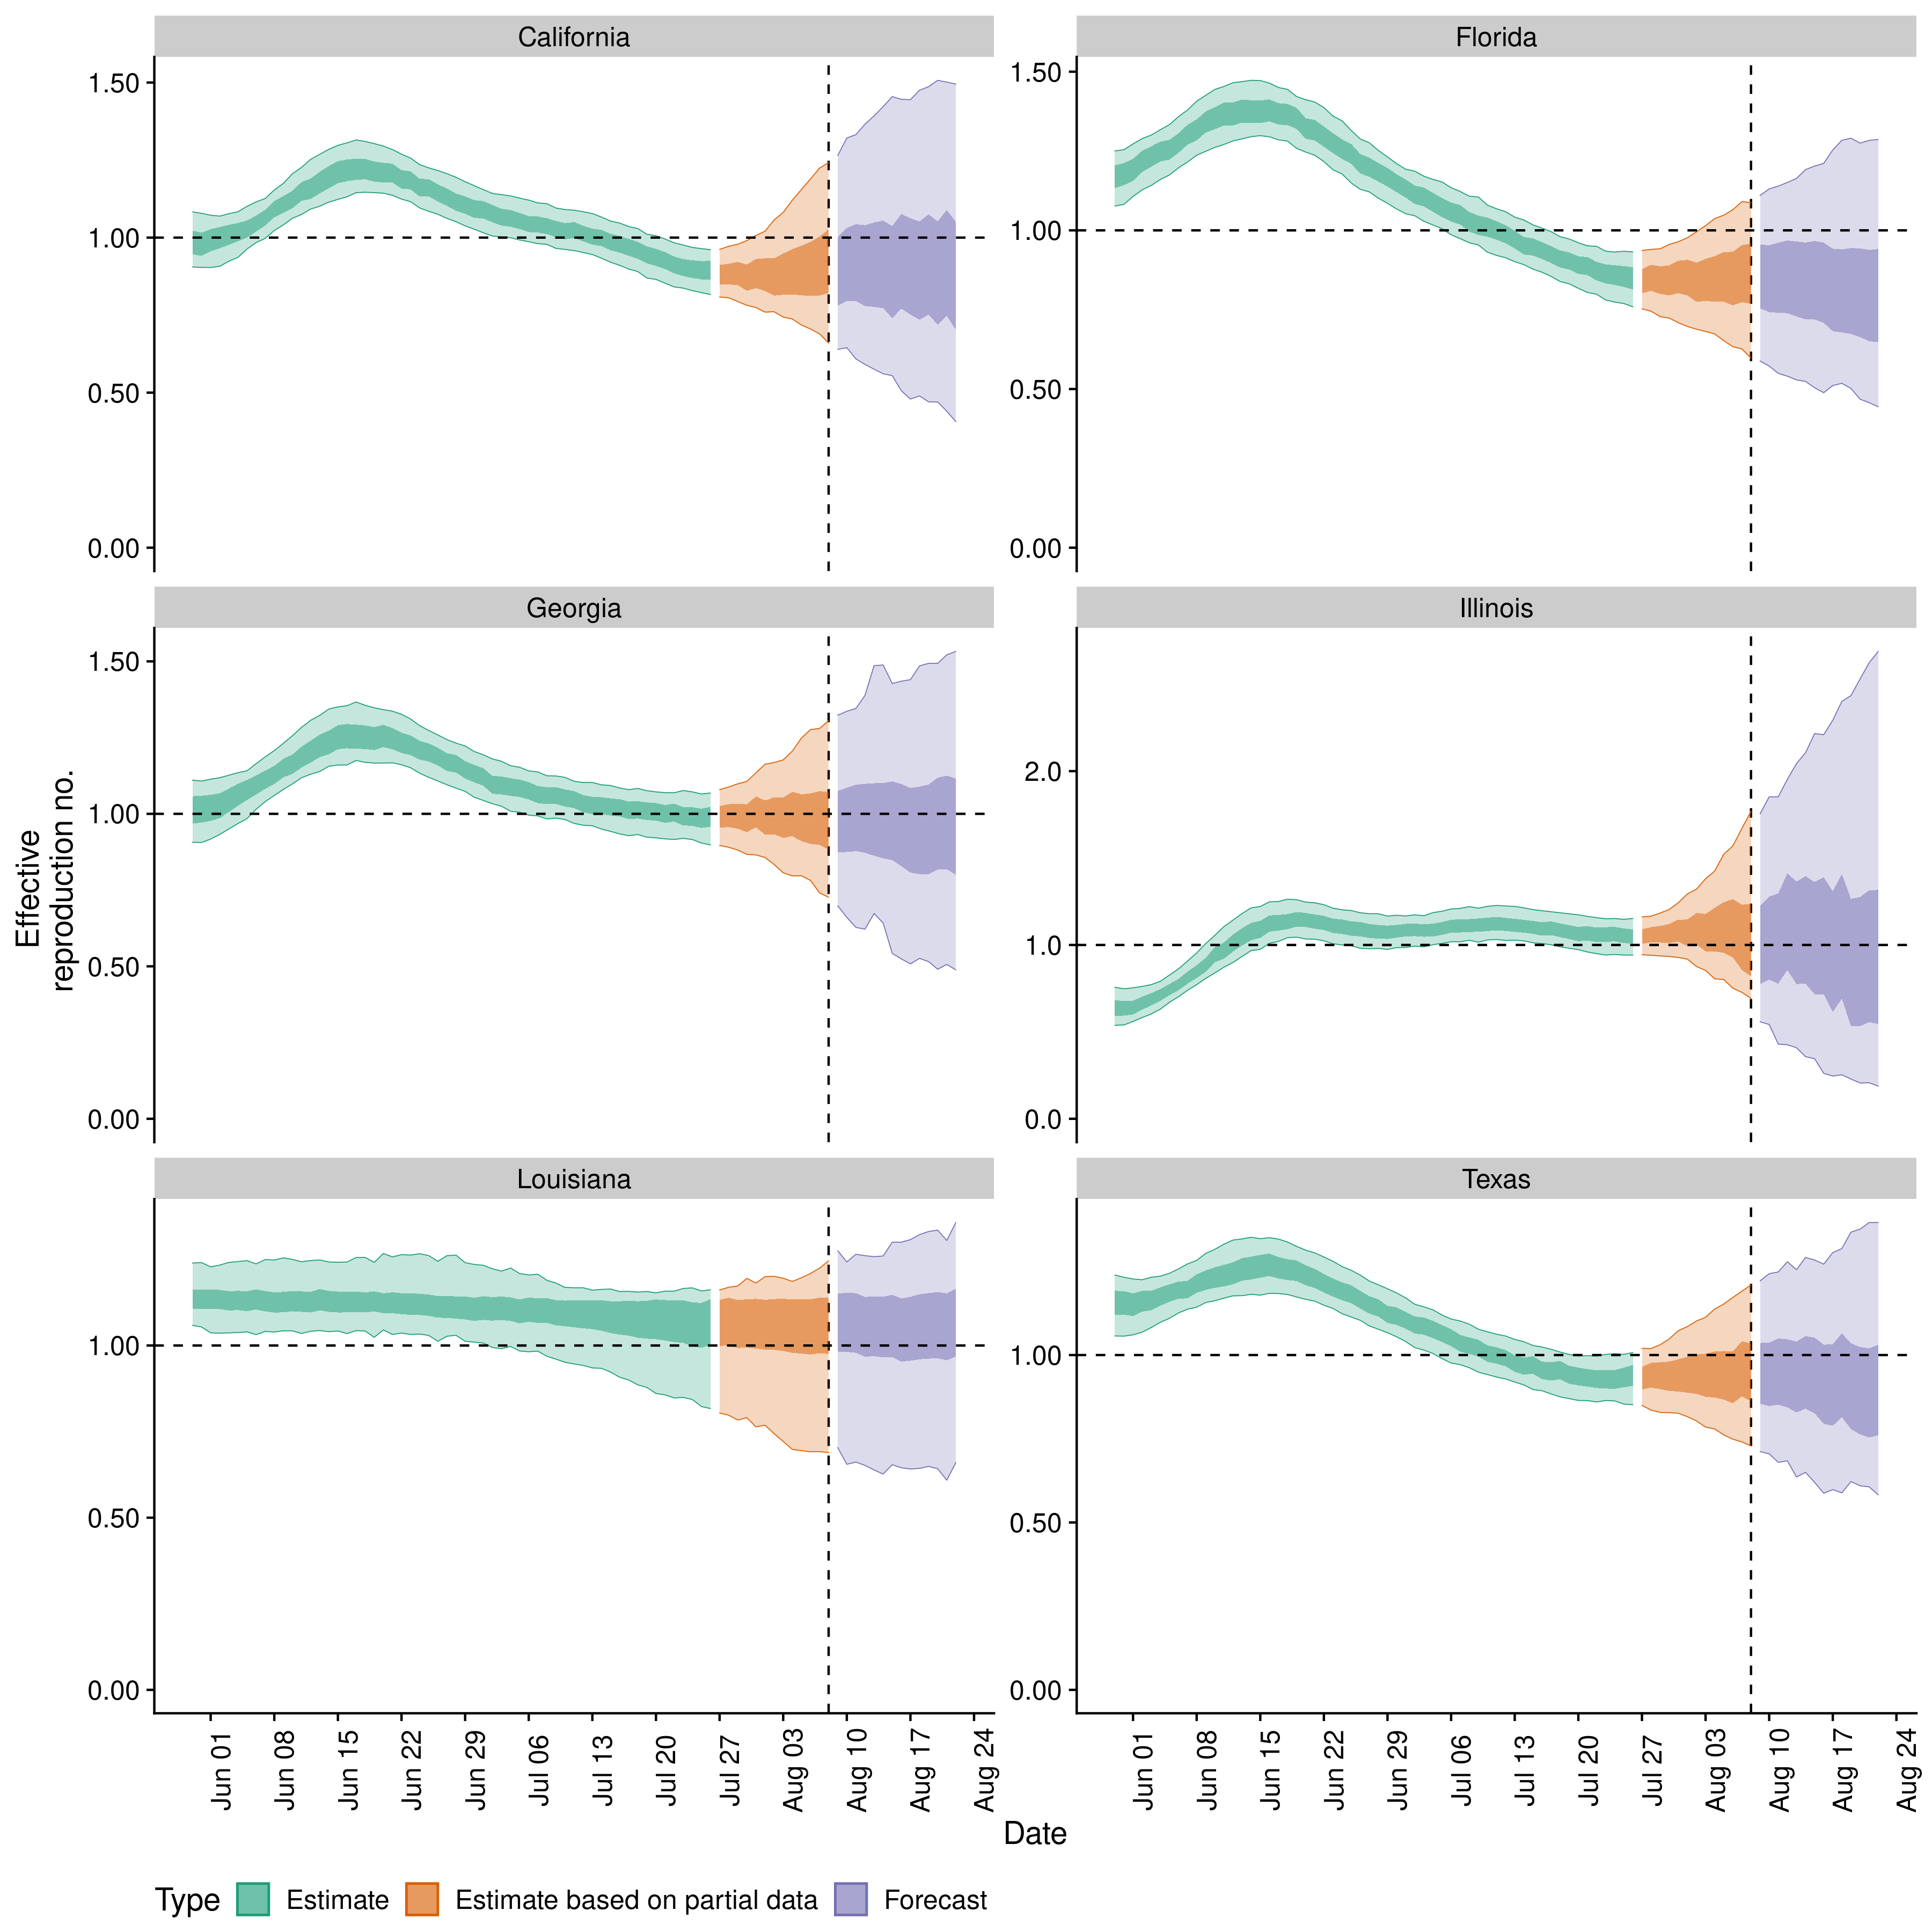 California
Florida
1.50
1.00
0.50
0.00
1.50
1.00
0.50
0.00
Georgia
Illinois
1.50
1.00
0.50
0.00
2.0
1.0
0.0
Louisiana
Texas
1.00
0.50
0.00
1.00
0.50
0.00
Effective
reproduction no.
Jun 01
Jun 08
Jun 15
Jun 22
Jun 29
Jul 06
Jul 13
Jul 20
Jul 27
Aug 03
Aug 10
Aug 17
Aug 24
Jun 01
Jun 08
Jun 15
Jun 22
Jun 29
Jul 06
Jul 13
Jul 20
Jul 27
Aug 03
Aug 10
Aug 17
Aug 24
Date
Type Estimate Estimate based on partial data Forecast